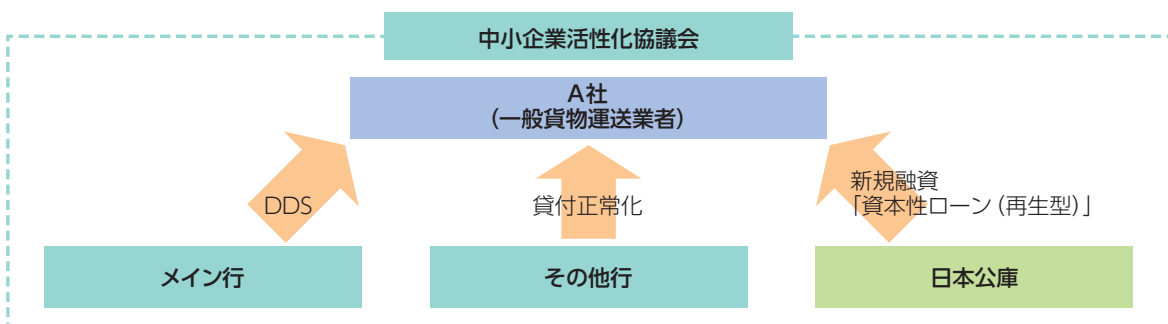 中小企業活性化協議会
A社
（一般貨物運送業者）
DDS
貸付正常化
新規融資
「資本性ローン（再生型）」
メイン行
その他行
日本公庫